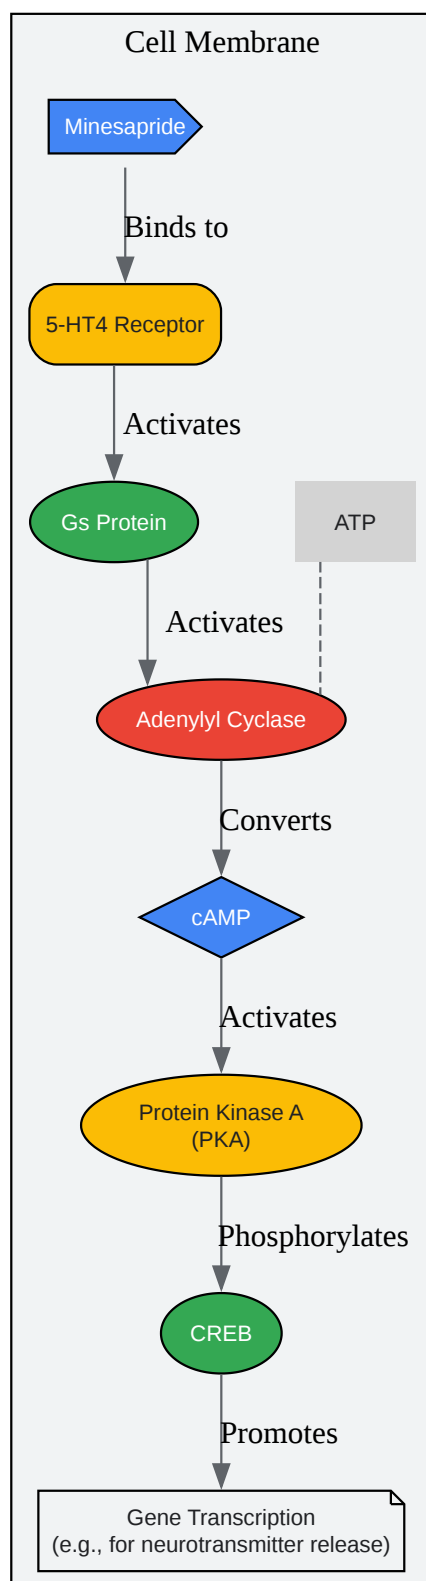 Cell Membrane
Minesapride
Binds to
5-HT4 Receptor
Activates
Gs Protein
ATP
Activates
Adenylyl Cyclase
Converts
cAMP
Activates
Protein Kinase A
(PKA)
Phosphorylates
CREB
Promotes
Gene Transcription
(e.g., for neurotransmitter release)